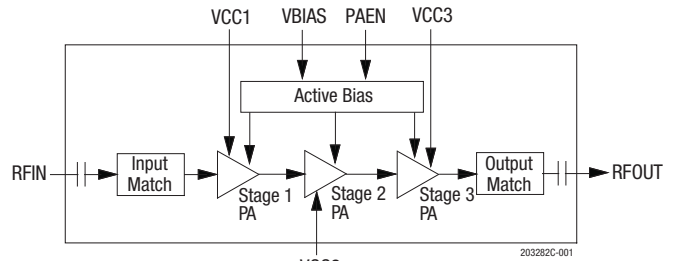 VCC1 VBIAS PAEN VCC3
Active Bias
RFIN
Input
Match
Stage 1
PA
Stage 2
PA
Stage 3
PA
Output
Match
RFOUT
203282C-001